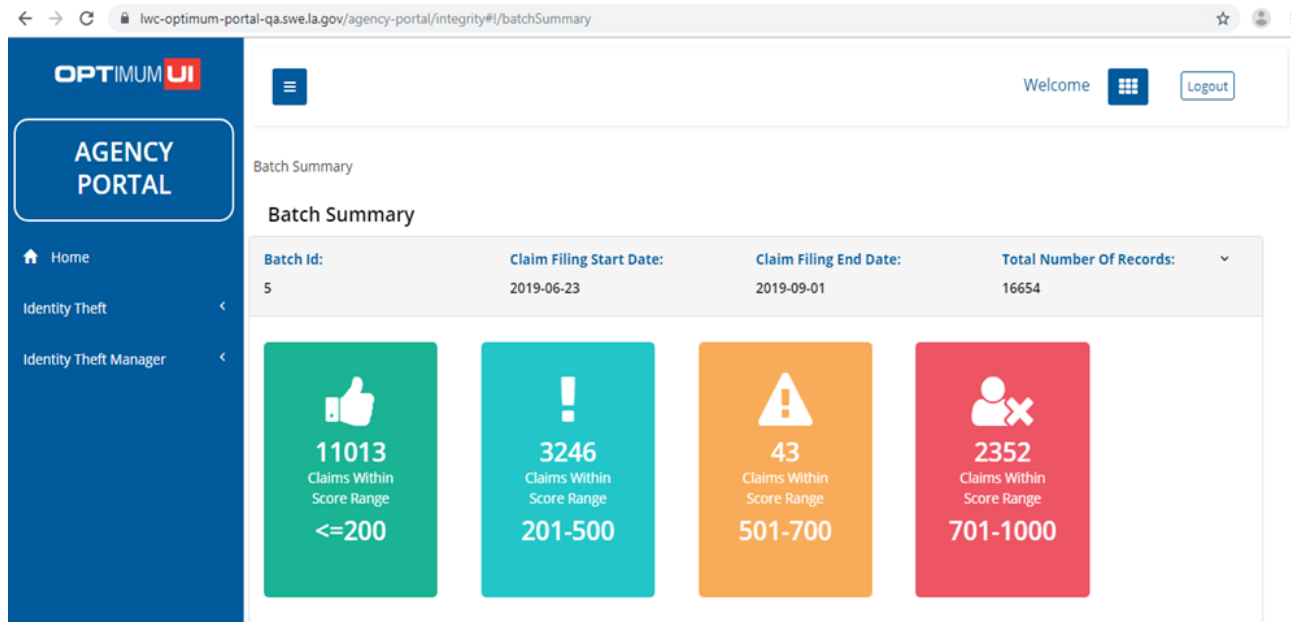 lwc-optimum-portal-qa.swe.la.gov/agency-portal/integrity#!/batchSummary
OPTIMUM UI
Welcome
Logout
AGENCY
PORTAL
Home
Identity Theft
Identity Theft Manager
Batch Summary
Batch Summary
Batch Id: Claim Filing Start Date: Claim Filing End Date: Total Number Of Records:
5 2019-06-23 2019-09-01 16654
11013
Claims Within
Score Range
<=200
3246
Claims Within
Score Range
201-500
43
Claims Within
Score Range
501-700
2352
Claims Within
Score Range
701-1000